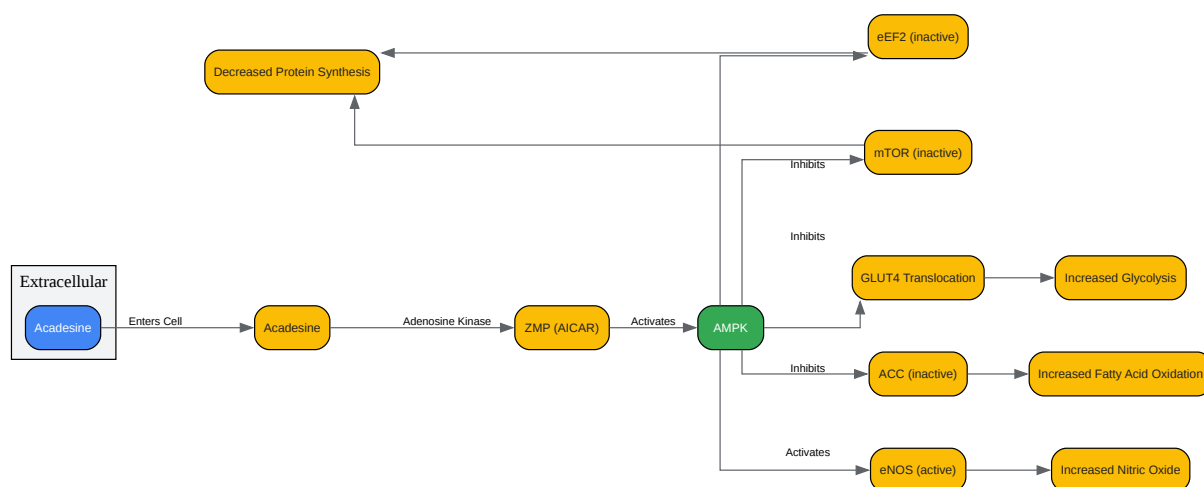 eEF2 (inactive)
Decreased Protein Synthesis
mTOR (inactive)
Inhibits
Inhibits
Extracellular
GLUT4 Translocation
Increased Glycolysis
Acadesine
Enters Cell
Acadesine
Adenosine Kinase
ZMP (AICAR)
Activates
AMPK
Inhibits
ACC (inactive)
Increased Fatty Acid Oxidation
Activates
eNOS (active)
Increased Nitric Oxide